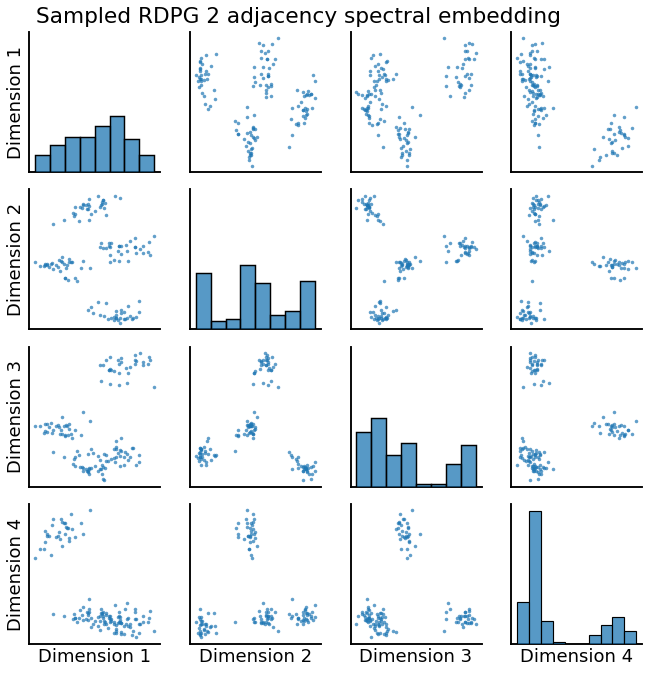 Sampled RDPG 2 adjacency spectral embedding
Dimension 1
Dimension 2
Dimension 3
Dimension 4
Dimension 1 Dimension 2 Dimension 3 Dimension 4